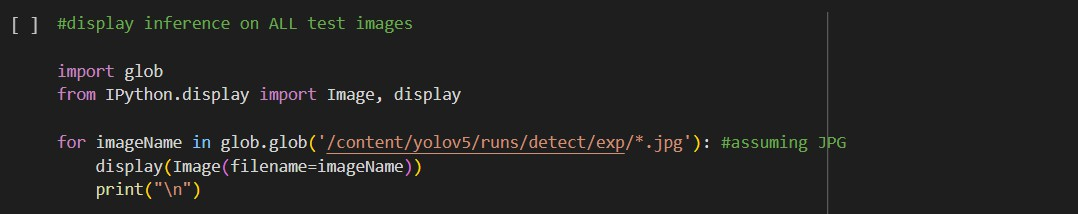 [ ] #display inference on ALL test images
import glob
from IPython.display import Image, display
for imageName in glob.glob('/content/yolov5/runs/detect/exp/*.jpg'): #assuming JPG
    display(Image(filename=imageName))
    print("\n")